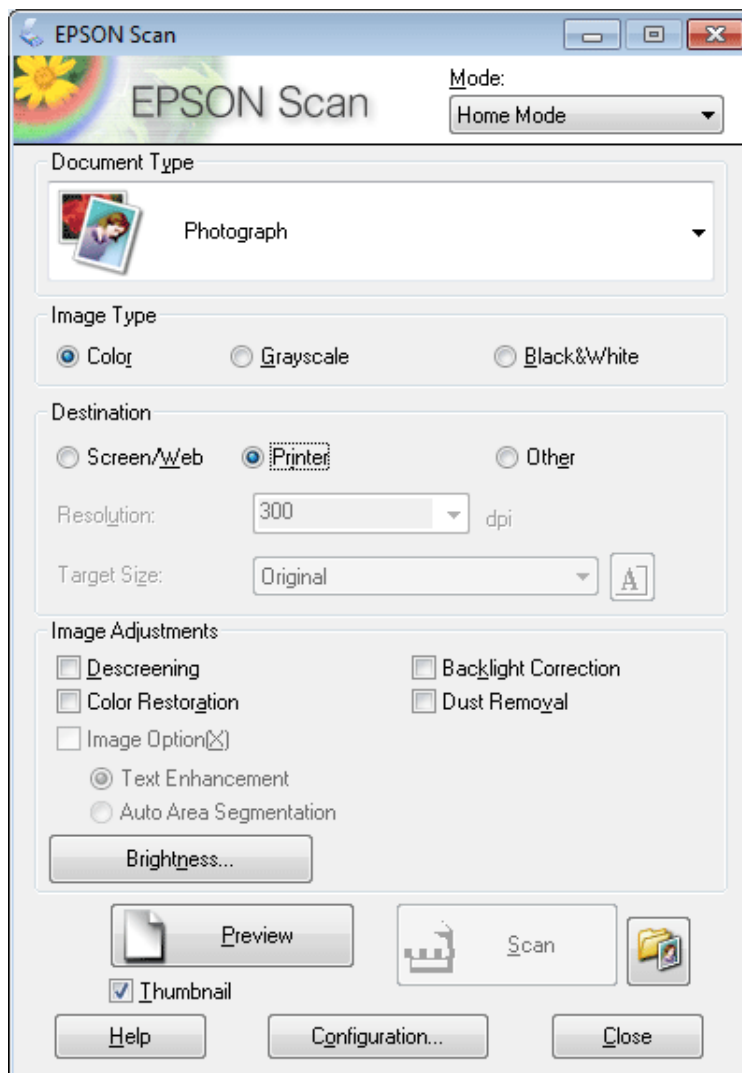 EPSON Scan
EPSON Scan
Mode:
Home Mode
Document Type
Photograph
Image Type
Color
Grayscale
Black&White
Destination
Screen/Web
Printer
Other
Resolution:
300
dpi
Target Size:
Original
A
Image Adjustments
Descreening
Backlight Correction
Color Restoration
Dust Removal
Image Option(X)
Text Enhancement
Auto Area Segmentation
Brightness...
Preview
Scan
Thumbnail
Help
Configuration...
Close